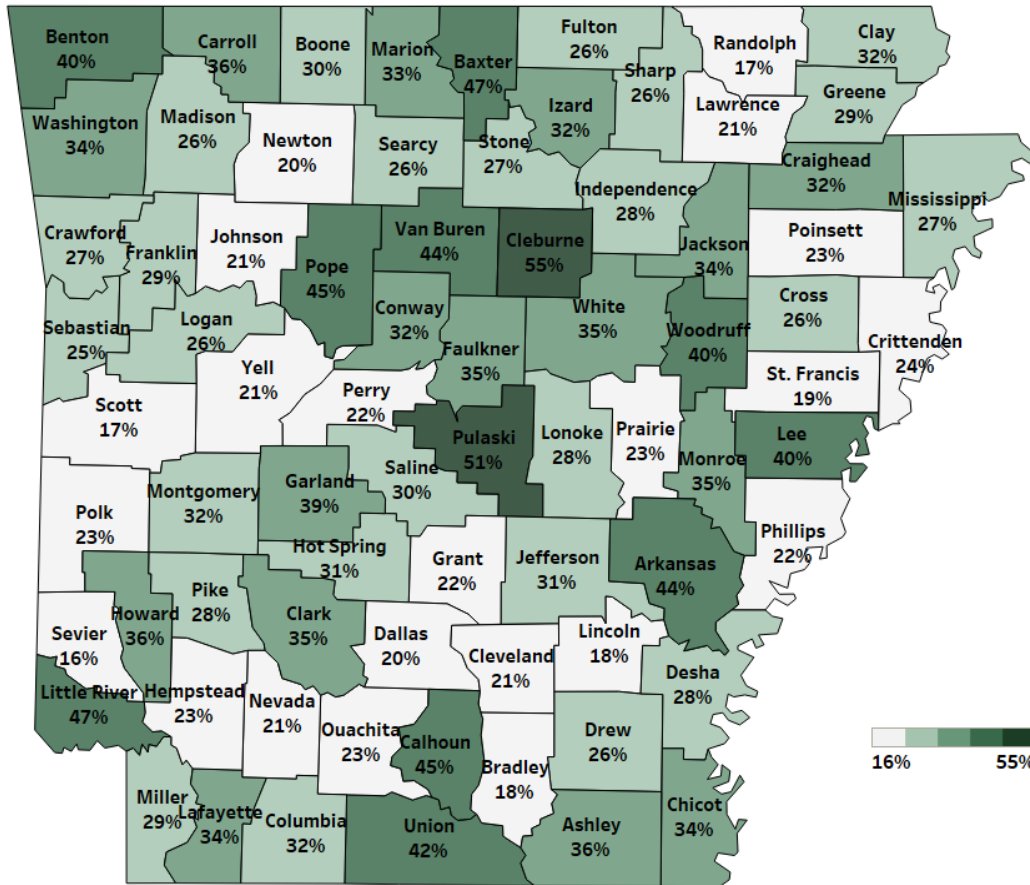 Benton
40%
Carroll
36%
Boone
30%
Marion
33%
Baxter
47%
Fulton
26%
Sharp
26%
Randolph
17%
Clay
32%
Washington
34%
Madison
26%
Newton
20%
Searcy
26%
Stone
27%
Izard
32%
Lawrence
21%
Greene
29%
Independence
28%
Craighead
32%
Mississippi
27%
Crawford
27%
Franklin
29%
Johnson
21%
Pope
45%
Van Buren
44%
Cleburne
55%
Jackson
34%
Poinsett
23%
Sebastian
25%
Logan
26%
Conway
32%
Faulkner
35%
White
35%
Woodruff
40%
Cross
26%
Crittenden
24%
Scott
17%
Yell
21%
Perry
22%
Pulaski
51%
Lonoke
28%
Prairie
23%
St. Francis
19%
Lee
40%
Monroe
35%
Polk
23%
Montgomery
32%
Garland
39%
Saline
30%
Hot Spring
31%
Grant
22%
Jefferson
31%
Arkansas
44%
Phillips
22%
Sevier
16%
Howard
36%
Pike
28%
Clark
35%
Dallas
20%
Cleveland
21%
Lincoln
18%
Desha
28%
Little River
47%
Hempstead
23%
Nevada
21%
Ouachita
23%
Calhoun
45%
Bradley
18%
Drew
26%
Miller
29%
Lafayette
34%
Columbia
32%
Union
42%
Ashley
36%
Chicot
34%
16% 55%